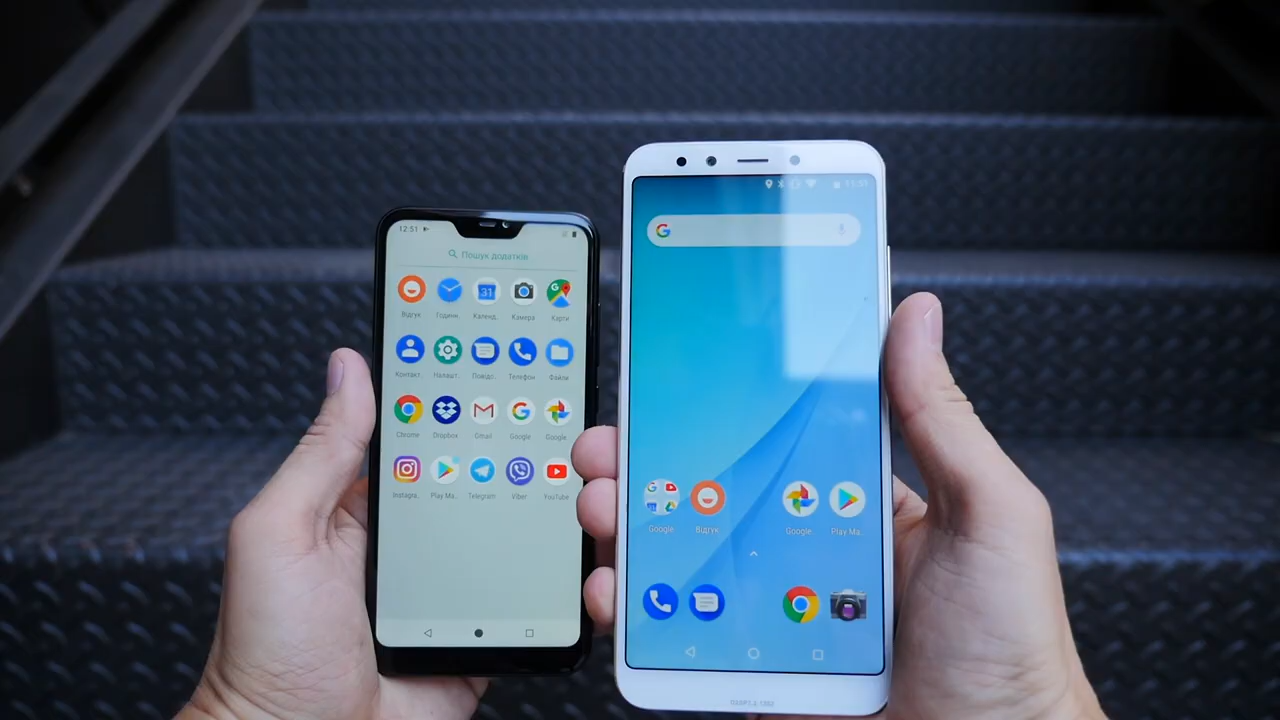 12:51
Пошук додатків
Відгук Годинн.. Календ.. Камера Карти
Контакт.. Налашт.. Повідо.. Телефон Файли
Chrome Dropbox Gmail Google Google..
Instagra.. Play Ma.. Telegram Viber YouTube
Google Відгук Google.. Play Ma..